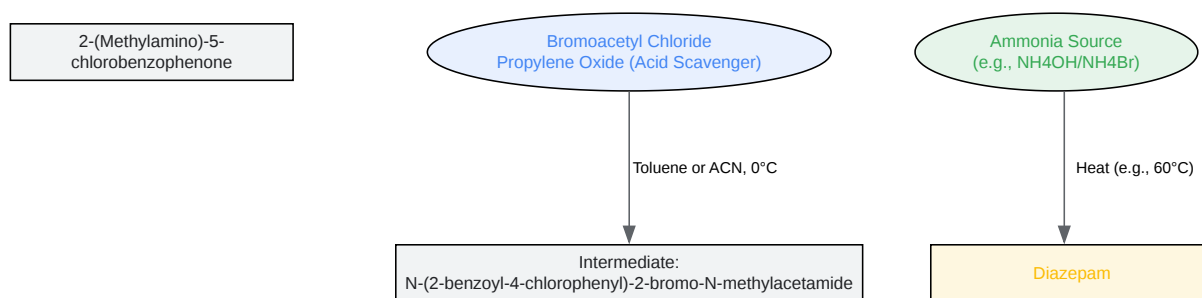 2-(Methylamino)-5-
chlorobenzophenone
Bromoacetyl Chloride
Propylene Oxide (Acid Scavenger)
Ammonia Source
(e.g., NH4OH/NH4Br)
Toluene or ACN, 0°C
Heat (e.g., 60°C)
Intermediate:
N-(2-benzoyl-4-chlorophenyl)-2-bromo-N-methylacetamide
Diazepam